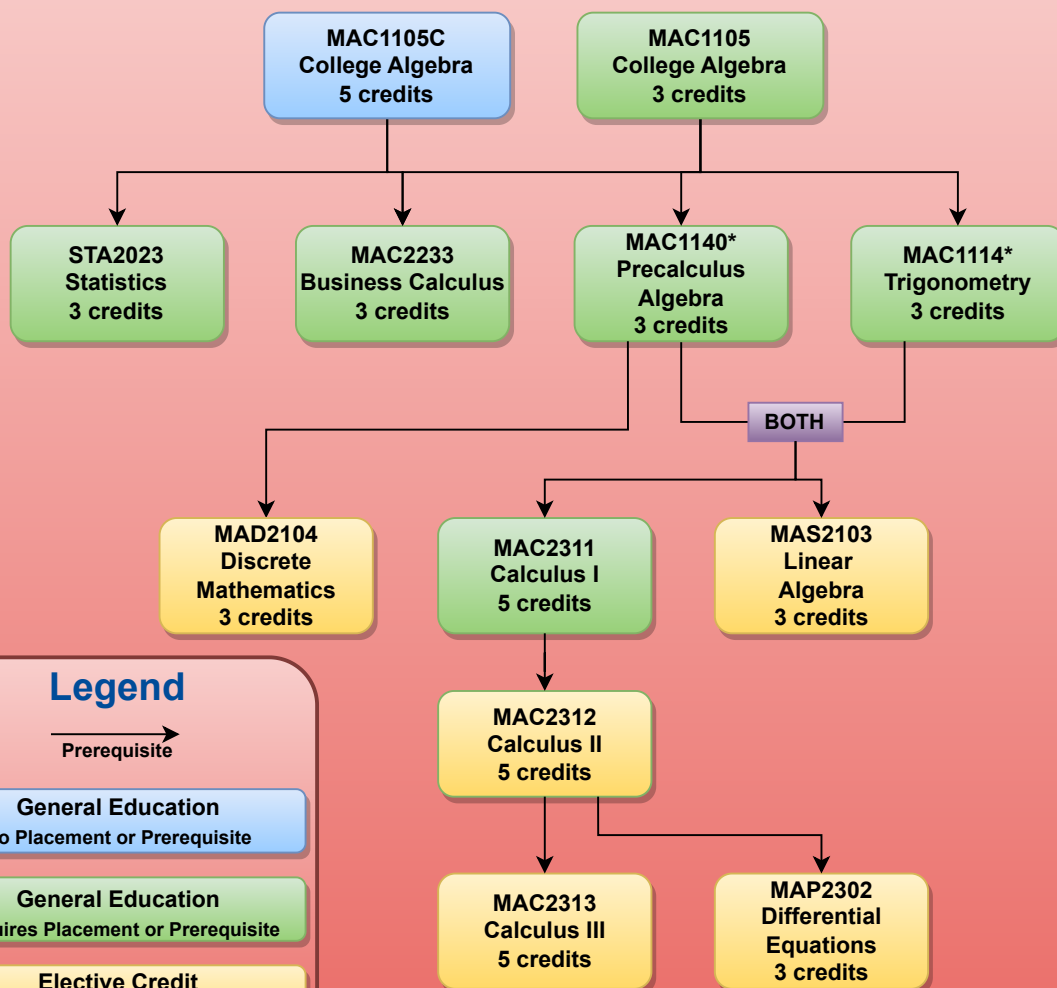 MAC1105C
College Algebra
5 credits
MAC1105
College Algebra
3 credits
STA2023
Statistics
3 credits
MAC2233
Business Calculus
3 credits
MAC1140*
Precalculus
Algebra
3 credits
MAC1114*
Trigonometry
3 credits
BOTH
MAD2104
Discrete
Mathematics
3 credits
MAC2311
Calculus I
5 credits
MAS2103
Linear
Algebra
3 credits
Legend
Prerequisite
MAC2312
Calculus II
5 credits
General Education
o Placement or Prerequisite
General Education
uires Placement or Prerequisite
Elective Credit
MAC2313
Calculus III
5 credits
MAP2302
Differential
Equations
3 credits